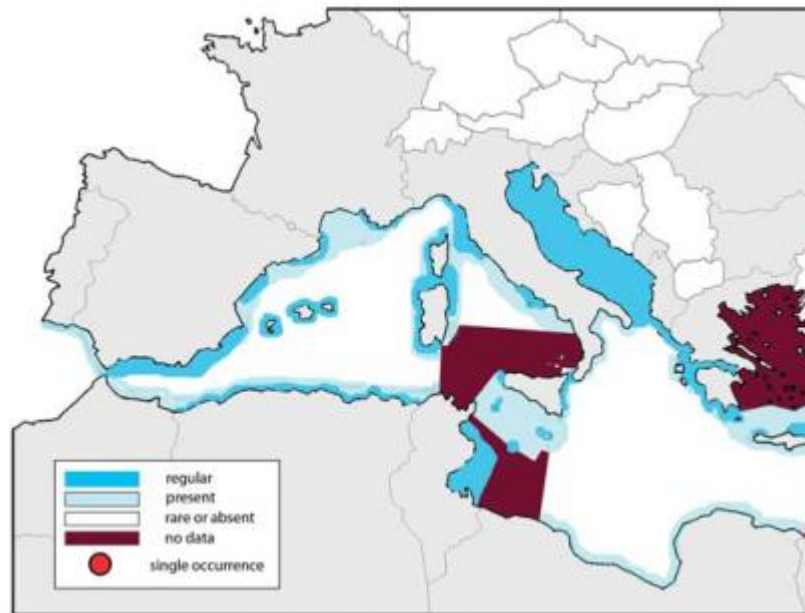 regular
present
rare or absent
no data
single occurrence